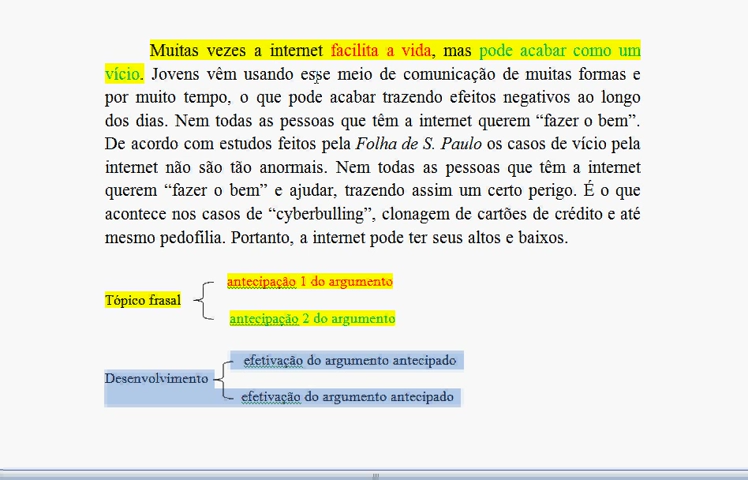 Muitas vezes a internet facilita a vida, mas pode acabar como um
vício. Jovens vêm usando esse meio de comunicação de muitas formas e
por muito tempo, o que pode acabar trazendo efeitos negativos ao longo
dos dias. Nem todas as pessoas que têm a internet querem “fazer o bem”.
De acordo com estudos feitos pela Folha de S. Paulo os casos de vício pela
internet não são tão anormais. Nem todas as pessoas que têm a internet
querem “fazer o bem” e ajudar, trazendo assim um certo perigo. É o que
acontece nos casos de “cyberbulling”, clonagem de cartões de crédito e até
mesmo pedofilia. Portanto, a internet pode ter seus altos e baixos.
antecipação 1 do argumento
Tópico frasal
antecipação 2 do argumento
efetivação do argumento antecipado
Desenvolvimento
efetivação do argumento antecipado